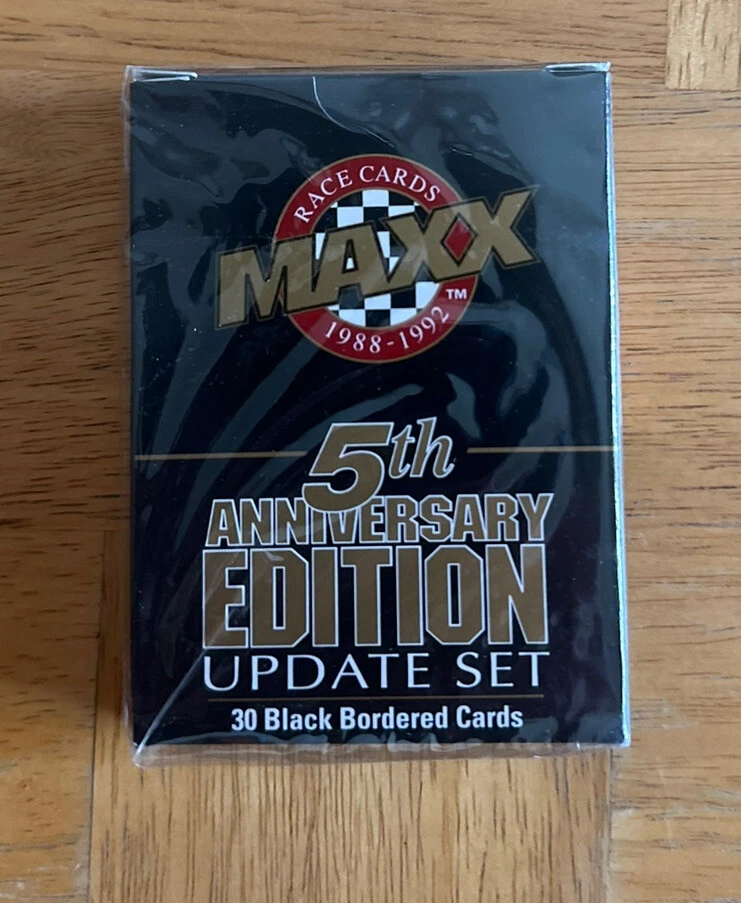 RACE CARDS
MAXX
TM
1988-1992
5th
ANNIVERSARY
EDITION
UPDATE SET
30 Black Bordered Cards